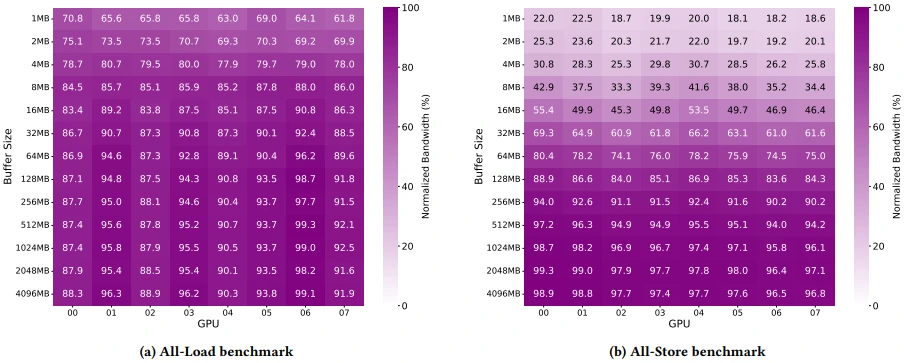 1MB 70.8 65.6 65.8 65.8 63.0 69.0 64.1 61.8
2MB 75.1 73.5 73.5 70.7 69.3 70.3 69.2 69.9
4MB 78.7 80.7 79.5 80.0 77.9 79.7 79.0 78.0
8MB 84.5 85.7 85.1 85.9 85.2 87.8 88.0 86.0
16MB 83.4 89.2 83.8 87.5 85.1 87.5 90.8 86.3
32MB 86.7 90.7 87.3 90.8 87.3 90.1 92.4 88.5
64MB 86.9 94.6 87.3 92.8 89.1 90.4 96.2 89.6
128MB 87.1 94.8 87.5 94.3 90.8 93.5 98.7 91.8
256MB 87.7 95.0 88.1 94.6 90.4 93.7 97.7 91.5
512MB 87.4 95.6 87.8 95.2 90.7 93.7 99.3 92.1
1024MB 87.4 95.8 87.9 95.5 90.5 93.7 99.0 92.5
2048MB 87.9 95.4 88.5 95.4 90.1 93.5 98.2 91.6
4096MB 88.3 96.3 88.9 96.2 90.3 93.8 99.1 91.9
00 01 02 03 04 05 06 07
GPU
Buffer Size
100
80
60
40
20
0
Normalized Bandwidth (%)
(a) All-Load benchmark
1MB 22.0 22.5 18.7 19.9 20.0 18.1 18.2 18.6
2MB 25.3 23.6 20.3 21.7 22.0 19.7 19.2 20.1
4MB 30.8 28.3 25.3 29.8 30.7 28.5 26.2 25.8
8MB 42.9 37.5 33.3 39.3 41.6 38.0 35.2 34.4
16MB 55.4 49.9 45.3 49.8 53.5 49.7 46.9 46.4
32MB 69.3 64.9 60.9 61.8 66.2 63.1 61.0 61.6
64MB 80.4 78.2 74.1 76.0 78.2 75.9 74.5 75.0
128MB 88.9 86.6 84.0 85.1 86.9 85.3 83.6 84.3
256MB 94.0 92.6 91.1 91.5 92.4 91.6 90.2 90.2
512MB 97.2 96.3 94.9 94.9 95.5 95.1 94.0 94.2
1024MB 98.7 98.2 96.9 96.7 97.4 97.1 95.8 96.1
2048MB 99.3 99.0 97.9 97.7 97.8 98.0 96.4 97.1
4096MB 98.9 98.8 97.7 97.4 97.7 97.6 96.5 96.8
00 01 02 03 04 05 06 07
GPU
Buffer Size
100
80
60
40
20
0
Normalized Bandwidth (%)
(b) All-Store benchmark